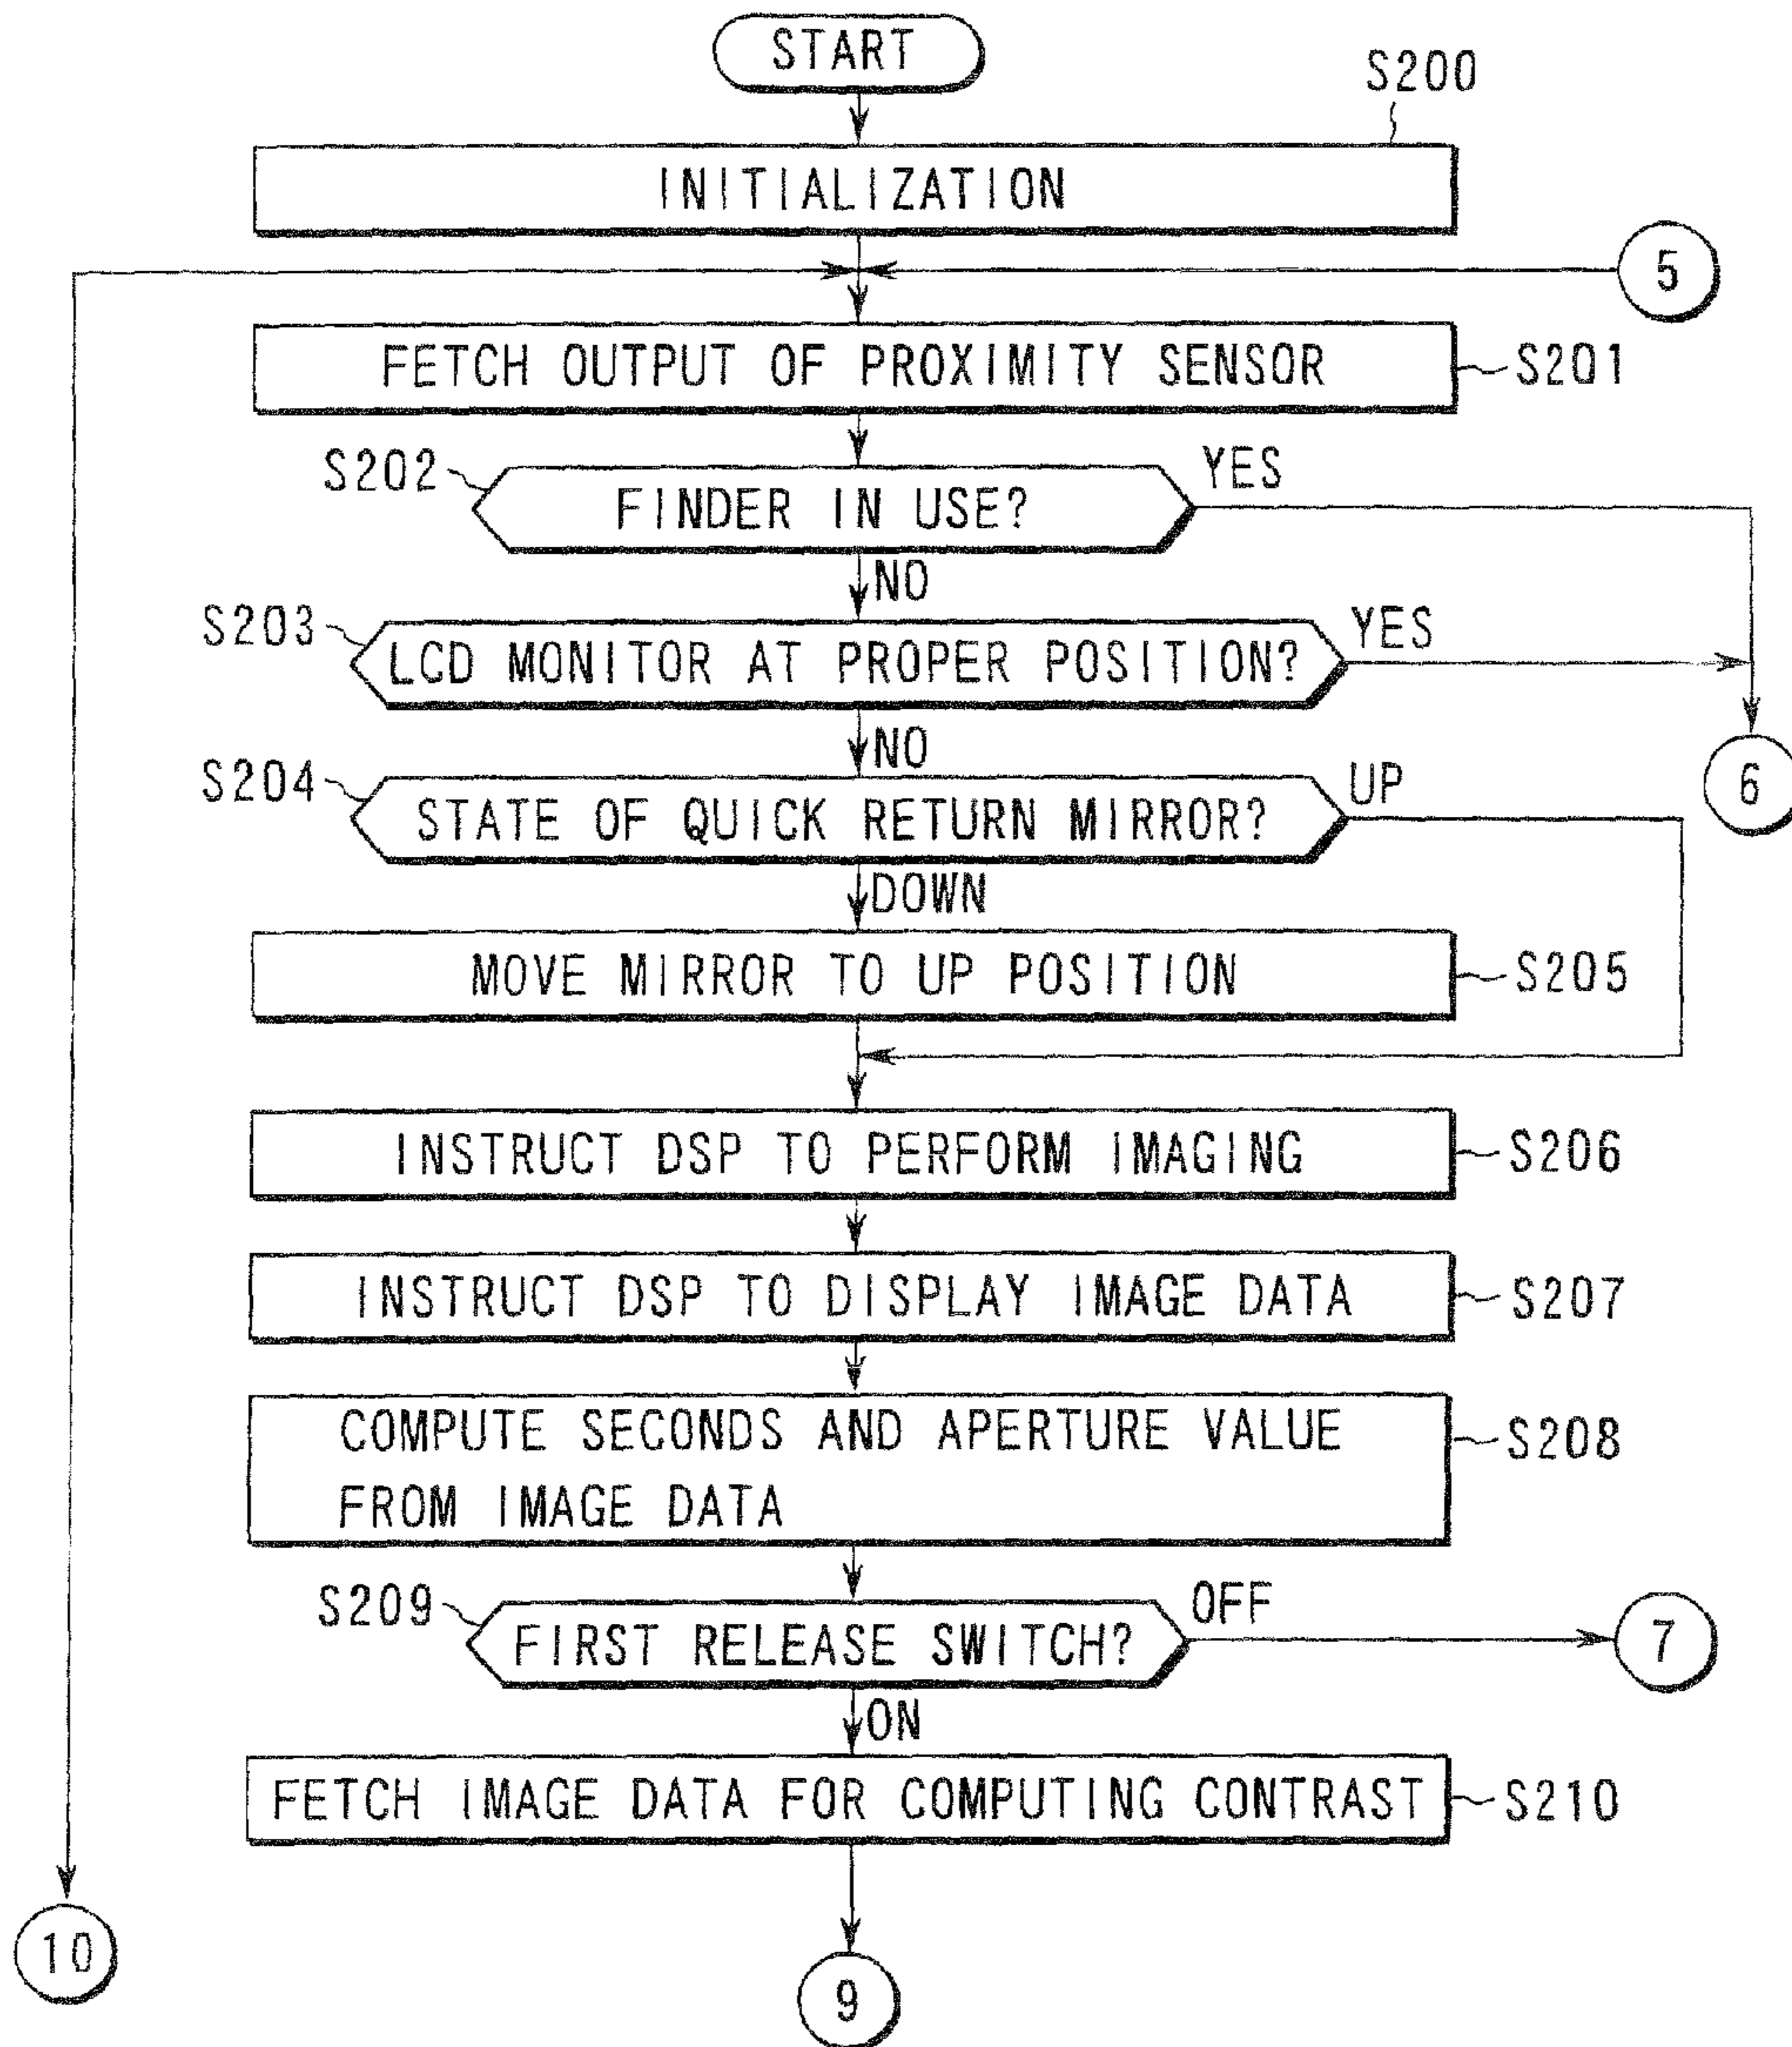 START
S200
INITIALIZATION
5
FETCH OUTPUT OF PROXIMITY SENSOR
S201
S202
FINDER IN USE?
YES
NO
S203
LCD MONITOR AT PROPER POSITION?
YES
NO
6
S204
STATE OF QUICK RETURN MIRROR?
UP
DOWN
MOVE MIRROR TO UP POSITION
S205
INSTRUCT DSP TO PERFORM IMAGING
S206
INSTRUCT DSP TO DISPLAY IMAGE DATA
S207
COMPUTE SECONDS AND APERTURE VALUE
FROM IMAGE DATA
S208
S209
FIRST RELEASE SWITCH?
OFF
7
ON
FETCH IMAGE DATA FOR COMPUTING CONTRAST
S210
10
9